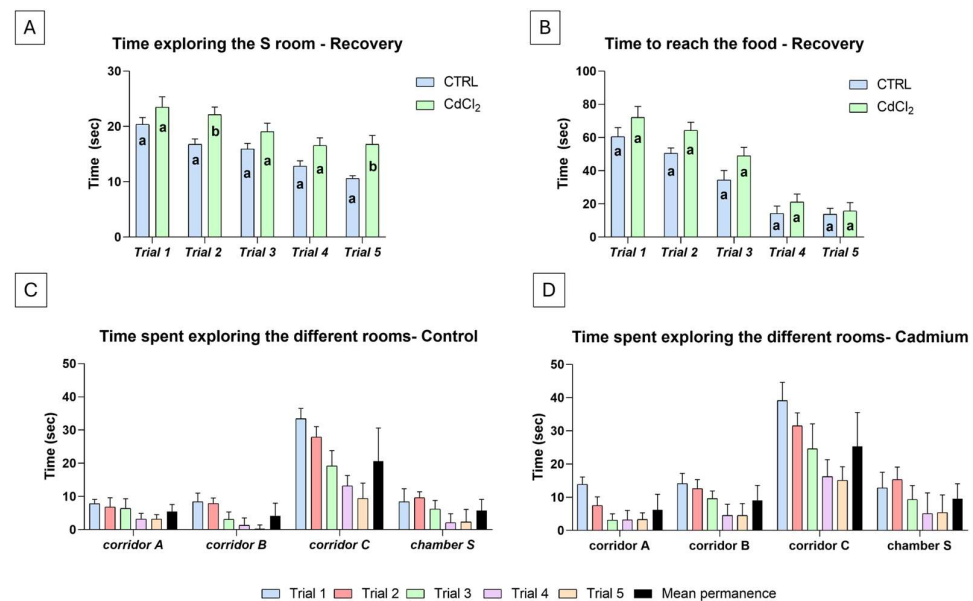 A
Time exploring the S room - Recovery
30
20
10
0
Time (sec)
CTRL
CdCl₂
a
a
a
b
a
a
a
a
a
b
Trial 1
Trial 2
Trial 3
Trial 4
Trial 5
B
Time to reach the food - Recovery
100
80
60
40
20
0
Time (sec)
CTRL
CdCl₂
a
a
a
a
a
a
a
a
a
a
Trial 1
Trial 2
Trial 3
Trial 4
Trial 5
C
Time spent exploring the different rooms- Control
50
40
30
20
10
0
Time (sec)
corridor A
corridor B
corridor C
chamber S
D
Time spent exploring the different rooms- Cadmium
50
40
30
20
10
0
Time (sec)
corridor A
corridor B
corridor C
chamber S
Trial 1
Trial 2
Trial 3
Trial 4
Trial 5
Mean permanence